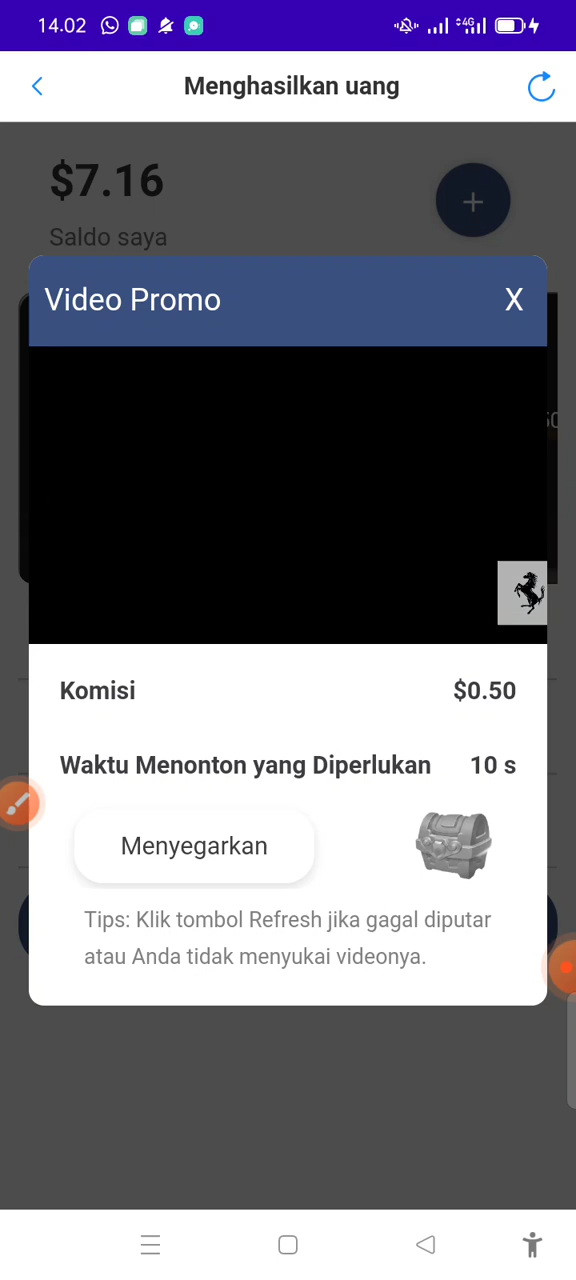 14.02
4G
Menghasilkan uang
$7.16
Saldo saya
Video Promo X
Komisi $0.50
Waktu Menonton yang Diperlukan 10 s
Menyegarkan
Tips: Klik tombol Refresh jika gagal diputar
atau Anda tidak menyukai videonya.